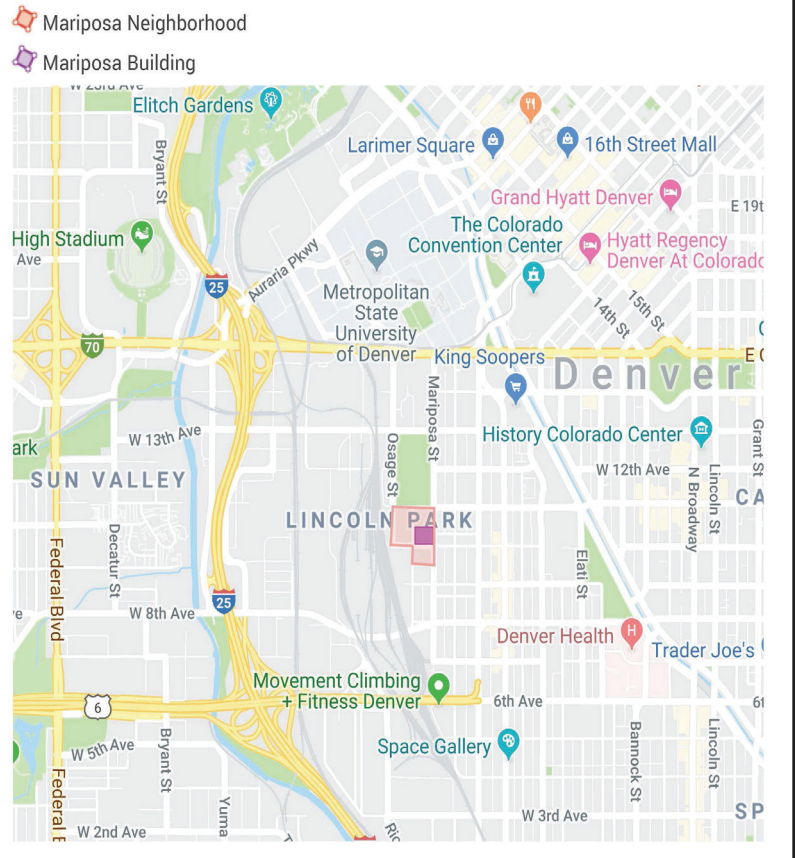 Mariposa Neighborhood
Mariposa Building
W 23rd Ave
Elitch Gardens
Bryant St
Larimer Square
16th Street Mall
Grand Hyatt Denver
E 19t
The Colorado
Convention Center
Hyatt Regency
Denver At Colorado
High Stadium
Ave
25
Auraria Pkwy
Metropolitan
State
University
of Denver
14th St
15th St
70
King Soopers
E C
Denver
Mariposa St
Osage St
W 13th Ave
ark
History Colorado Center
Grant St
SUN VALLEY
W 12th Ave
N Broadway
Lincoln St
CA
LINCOLN PARK
Decatur St
Federal Blvd
Elati St
25
W 8th Ave
Denver Health
H
Trader Joe's
Movement Climbing
+ Fitness Denver
6
6th Ave
6t
W 5th Ave
Bryant St
Space Gallery
Bannock St
Lincoln St
Federal
Yuma
W 3rd Ave
SP
W 2nd Ave
Ric